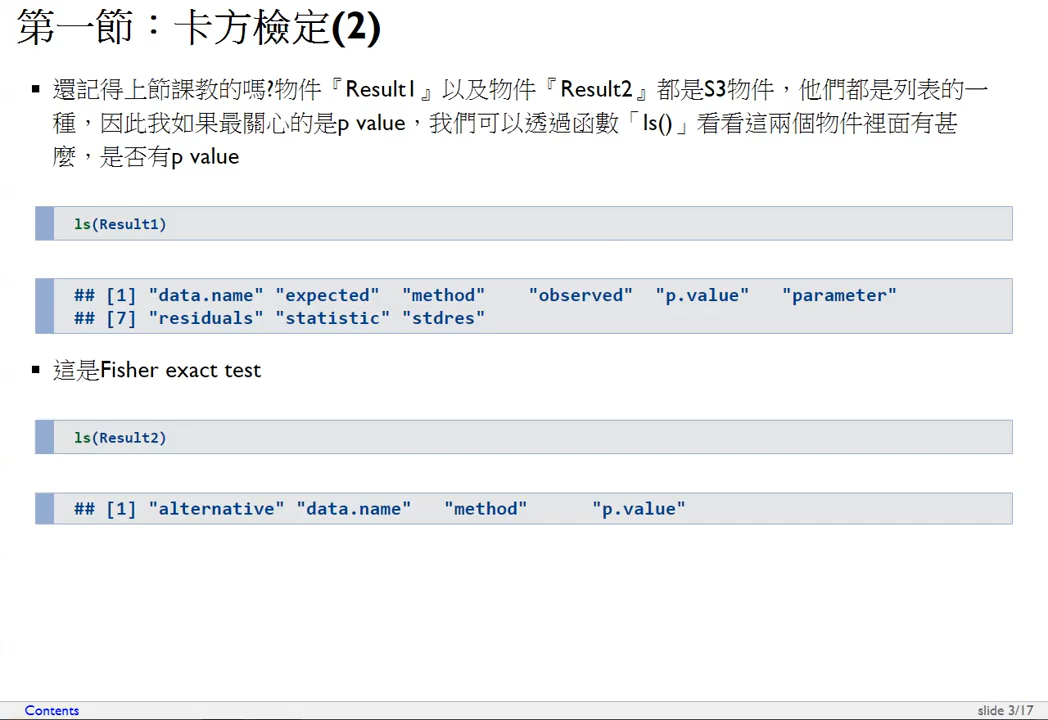 第一節：卡方檢定(2)
▪ 還記得上節課教的嗎?物件『Result1』以及物件『Result2』都是S3物件，他們都是列表的一
種，因此我如果最關心的是p value，我們可以透過函數「ls()」看看這兩個物件裡面有甚
麼，是否有p value
ls(Result1)
## [1] "data.name" "expected"  "method"    "observed"  "p.value"   "parameter"
## [7] "residuals" "statistic" "stdres"
▪ 這是Fisher exact test
ls(Result2)
## [1] "alternative" "data.name"   "method"      "p.value"
Contents
slide 3/17